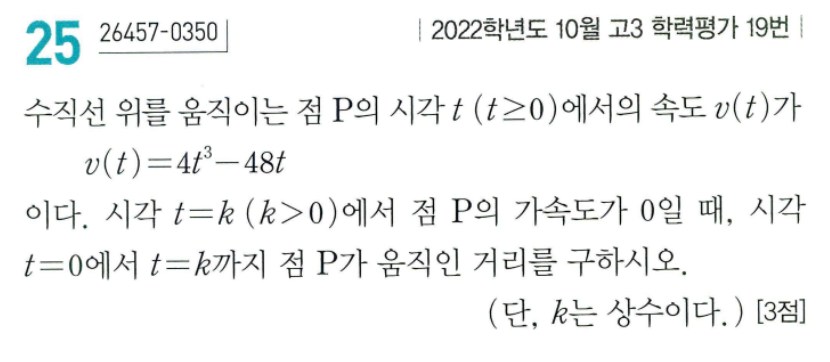 25 26457-0350 | 2022학년도 10월 고3 학력평가 19번 |
수직선 위를 움직이는 점 P의 시각 t (t≥0)에서의 속도 v(t)가
v(t)=4t³-48t
이다. 시각 t=k (k>0)에서 점 P의 가속도가 0일 때, 시각
t=0에서 t=k까지 점 P가 움직인 거리를 구하시오.
(단, k는 상수이다.) [3점]